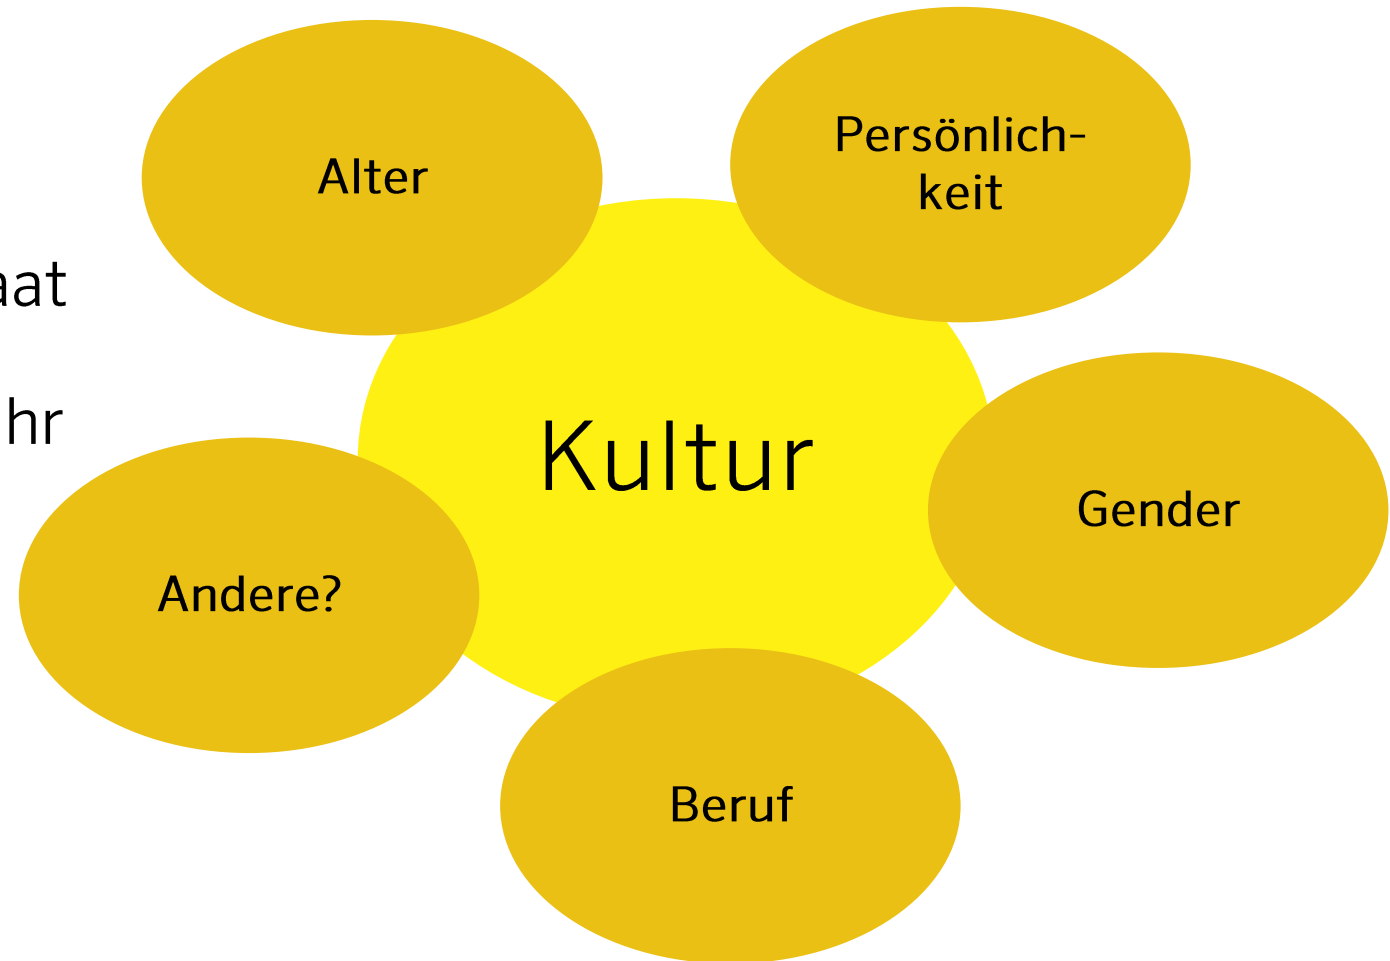 Alter
Persönlich-
keit
aat
hr
Kultur
Gender
Andere?
Beruf